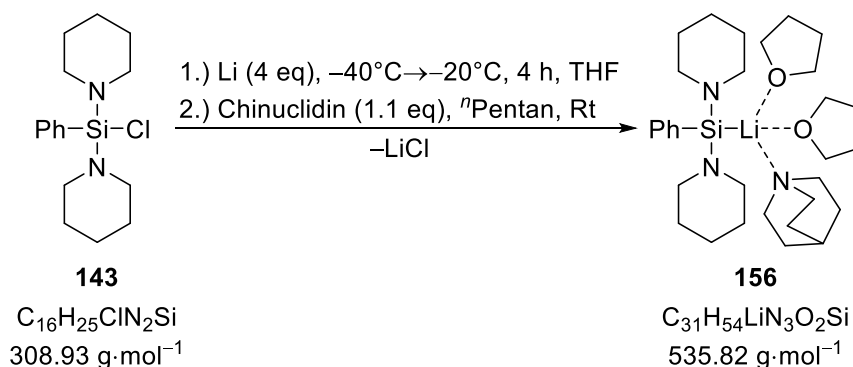 1.) Li (4 eq), –40°C→–20°C, 4 h, THF
2.) Chinuclidin (1.1 eq), ⁿPentan, Rt
–LiCl
N
Ph Si Cl
N
N
Ph Si Li
N
O
O
N
143
C₁₆H₂₅ClN₂Si
308.93 g·mol⁻¹
156
C₃₁H₅₄LiN₃O₂Si
535.82 g·mol⁻¹